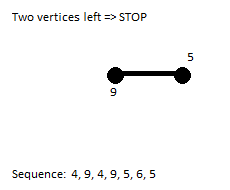 Two vertices left => STOP
5
9
Sequence: 4, 9, 4, 9, 5, 6, 5